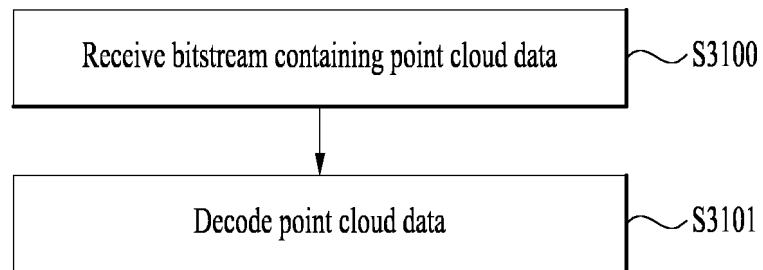 Receive bitstream containing point cloud data
S3100
Decode point cloud data
S3101